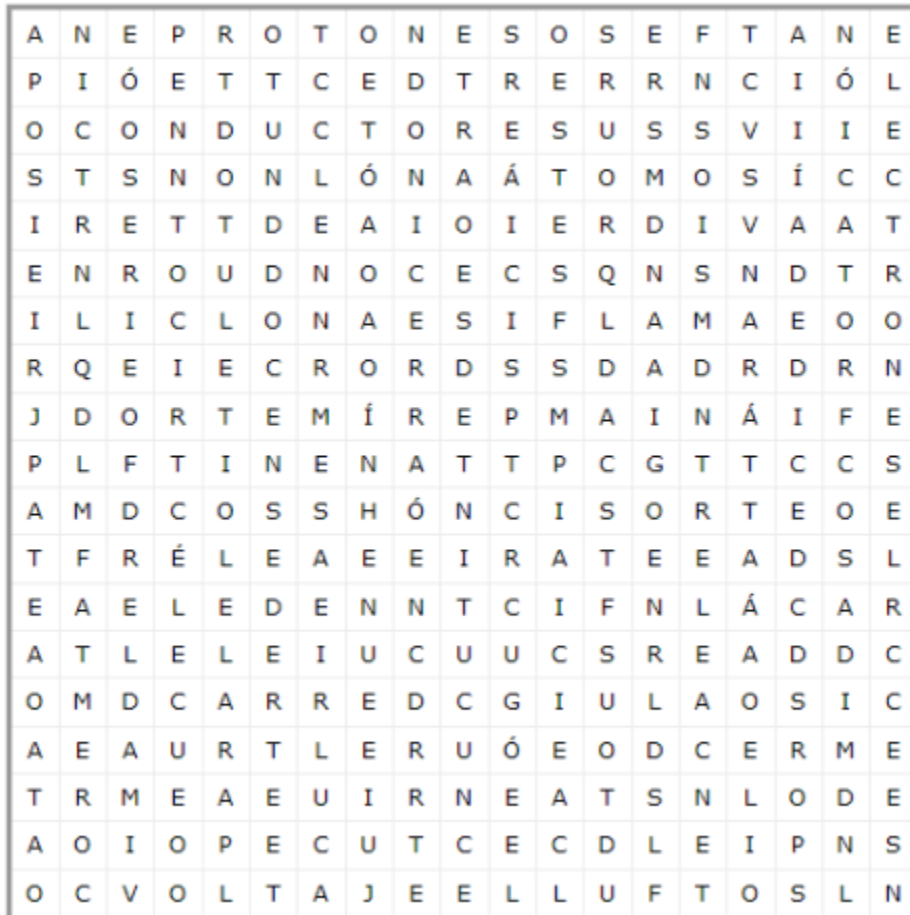 A N E P R O T O N E S O S E F T A N E
P I Ó E T T C E D T R E R R N C I Ó L
O C O N D U C T O R E S U S S V I I E
S T S N O N L Ó N A Á T O M O S Í C C
I R E T T D E A I O I E R D I V A A T
E N R O U D N O C E C S Q N S N D T R
I L I C L O N A E S I F L A M A E O O
R Q E I E C R O R D S S D A D R D R N
J D O R T E M Í R E P M A I N Á I F E
P L F T I N E N A T T P C G T T C C S
A M D C O S S H Ó N C I S O R T E O E
T F R É L E A E E I R A T E E A D S L
E A E L E D E N N T C I F N L Á C A R
A T L E L E I U C U U C S R E A D D C
O M D C A R R E D C G I U L A O S I C
A E A U R T L E R U Ó E O D C E R M E
T R M E A E U I R N E A T S N L O D E
A O I O P E C U T C E C D L E I P N S
O C V O L T A J E E L L U F T O S L N